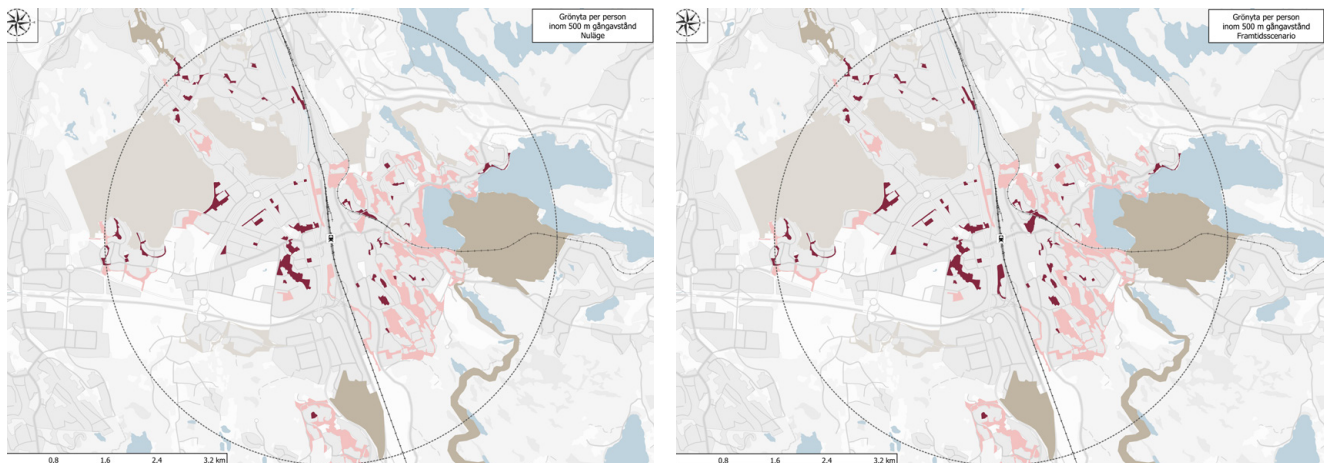 Grönyta per person
inom 500 m gångavstånd
Nuläge
0.8 1.6 2.4 3.2 km
Grönyta per person
inom 500 m gångavstånd
Framtidsscenario
0.8 1.6 2.4 3.2 km